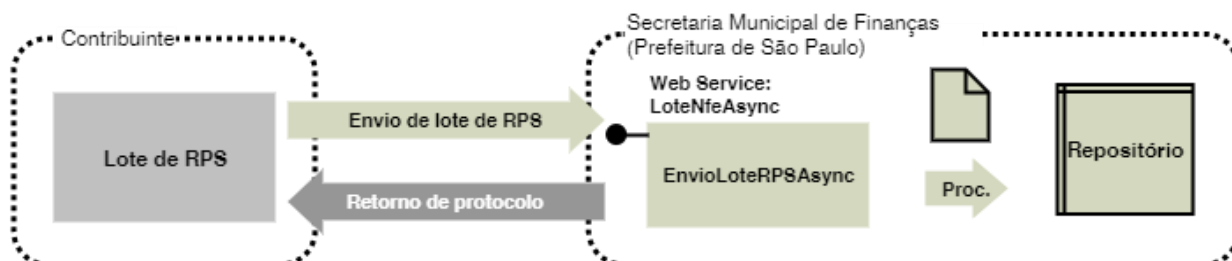 Contribuinte
Secretaria Municipal de Finanças
(Prefeitura de São Paulo)
Web Service:
LoteNfeAsync
Envio de lote de RPS
Lote de RPS
EnvioLoteRPSAsync
Repositório
Proc.
Retorno de protocolo